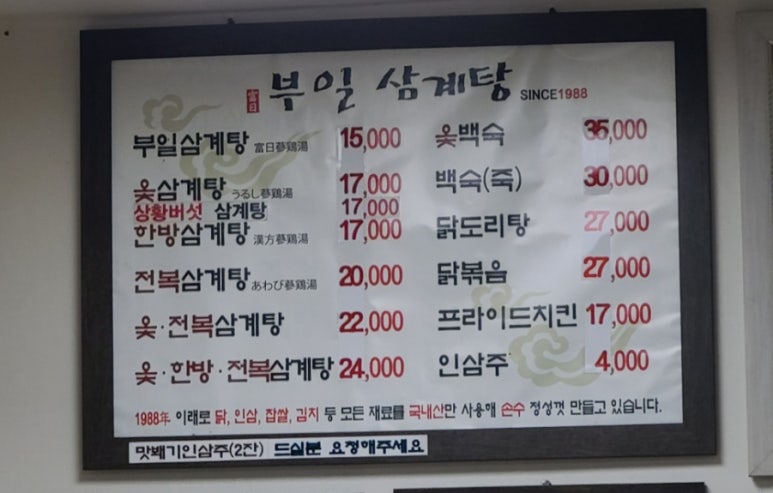 富日 부일 삼계탕 SINCE1988
부일삼계탕 富日蔘鶏湯 15,000
옻삼계탕 うるし蔘鶏湯 17,000
상황버섯 삼계탕 17,000
한방삼계탕 漢方蔘鶏湯 17,000
전복삼계탕 あわび蔘鶏湯 20,000
옻·전복삼계탕 22,000
옻·한방·전복삼계탕 24,000
옻백숙 35,000
백숙(죽) 30,000
닭도리탕 27,000
닭볶음 27,000
프라이드치킨 17,000
인삼주 4,000
1988年 이래로 닭, 인삼, 찹쌀, 김치 등 모든 재료를 국내산만 사용해 손수 정성껏 만들고 있습니다.
맛빼기인삼주(2잔) 드실분 요청해주세요